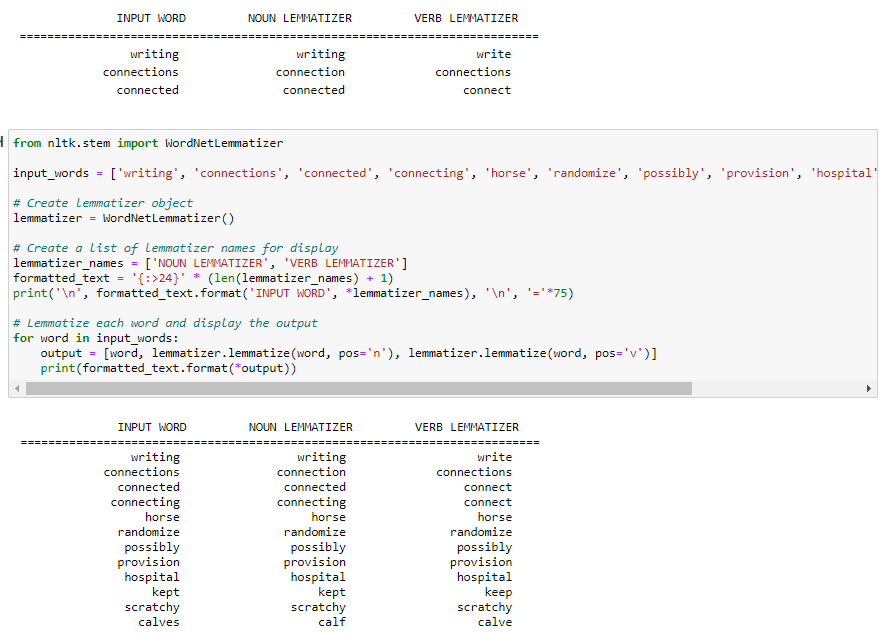 INPUT WORD NOUN LEMMATIZER VERB LEMMATIZER
===========================================================================
writing writing write
connections connection connections
connected connected connect
from nltk.stem import WordNetLemmatizer
input_words = ['writing', 'connections', 'connected', 'connecting', 'horse', 'randomize', 'possibly', 'provision', 'hospital'
# Create lemmatizer object
lemmatizer = WordNetLemmatizer()
# Create a list of lemmatizer names for display
lemmatizer_names = ['NOUN LEMMATIZER', 'VERB LEMMATIZER']
formatted_text = '{:>24}' * (len(lemmatizer_names) + 1)
print('\n', formatted_text.format('INPUT WORD', *lemmatizer_names), '\n', '='*75)
# Lemmatize each word and display the output
for word in input_words:
    output = [word, lemmatizer.lemmatize(word, pos='n'), lemmatizer.lemmatize(word, pos='v')]
    print(formatted_text.format(*output))
INPUT WORD NOUN LEMMATIZER VERB LEMMATIZER
===========================================================================
writing writing write
connections connection connections
connected connected connect
connecting connecting connect
horse horse horse
randomize randomize randomize
possibly possibly possibly
provision provision provision
hospital hospital hospital
kept kept keep
scratchy scratchy scratchy
calves calf calve